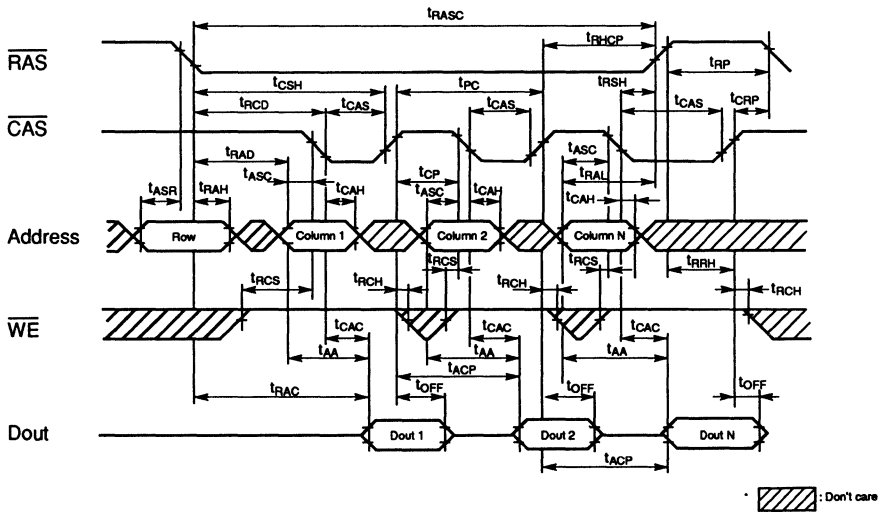 tRASC
tRHCP
RAS
tRP
tCSH
tPC
tRSH
tRCD
tCAS
tCAS
tCAS
tCRP
CAS
tRAD
tASC
tASC
tCP
tRAL
tASR
tRAH
tCAH
tASC
tCAH
tCAH
Address
Row
Column 1
Column 2
Column N
tRCS
tRCS
tRRH
tRCS
tRCH
tRCH
tRCH
WE
tCAC
tCAC
tCAC
tAA
tAA
tAA
tACP
tRAC
tOFF
tOFF
tOFF
Dout
Dout 1
Dout 2
Dout N
tACP
: Don't care